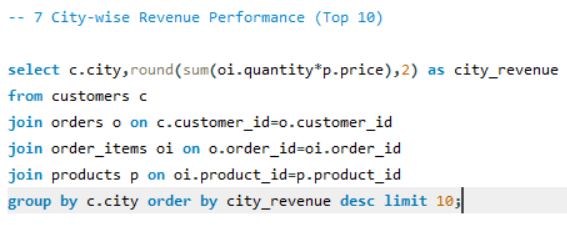 -- 7 City-wise Revenue Performance (Top 10)
select c.city,round(sum(oi.quantity*p.price),2) as city_revenue
from customers c
join orders o on c.customer_id=o.customer_id
join order_items oi on o.order_id=oi.order_id
join products p on oi.product_id=p.product_id
group by c.city order by city_revenue desc limit 10;